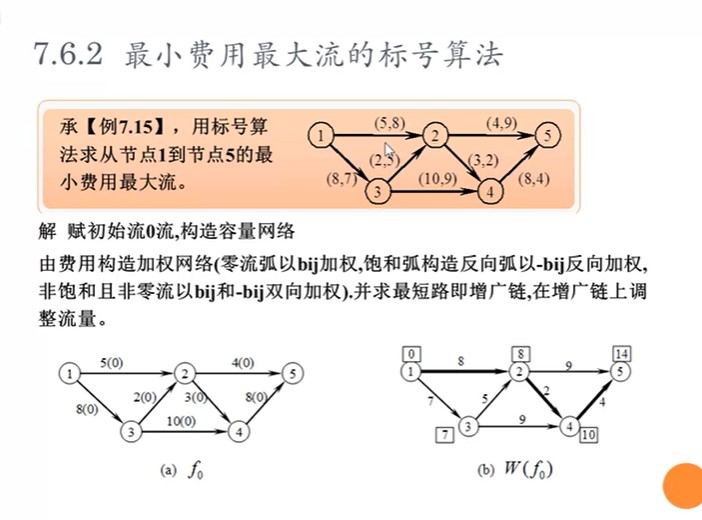 7.6.2 最小费用最大流的标号算法
承【例7.15】，用标号算
法求从节点1到节点5的最
小费用最大流。
(5,8) (4,9)
1 2 5
(2,5) (3,2)
(8,7) (10,9) (8,4)
3 4
解 赋初始流0流,构造容量网络
由费用构造加权网络(零流弧以bij加权,饱和弧构造反向弧以-bij反向加权,
非饱和且非零流以bij和-bij双向加权).并求最短路即增广链,在增广链上调
整流量。
5(0) 4(0)
1 2 5
2(0) 3(0) 8(0)
8(0)
10(0)
3 4
(a) f₀
0 8 14
8 9
1 2 5
7 5 2 4
9
3 4
7 10
(b) W(f₀)